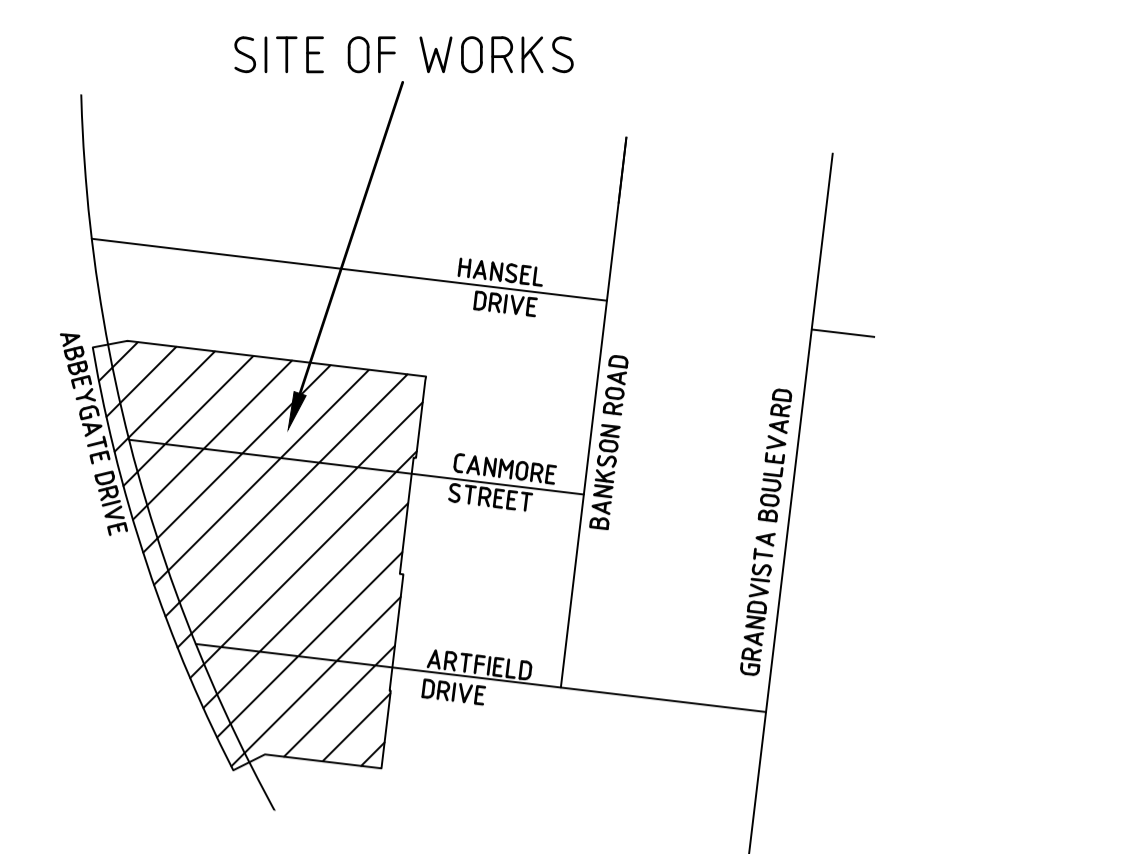 SITE OF WORKS
HANSEL
DRIVE
ABBEYGATE DRIVE
BANKSON ROAD
GRANDVISTA BOULEVARD
CANMORE
STREET
ARTFIELD
DRIVE